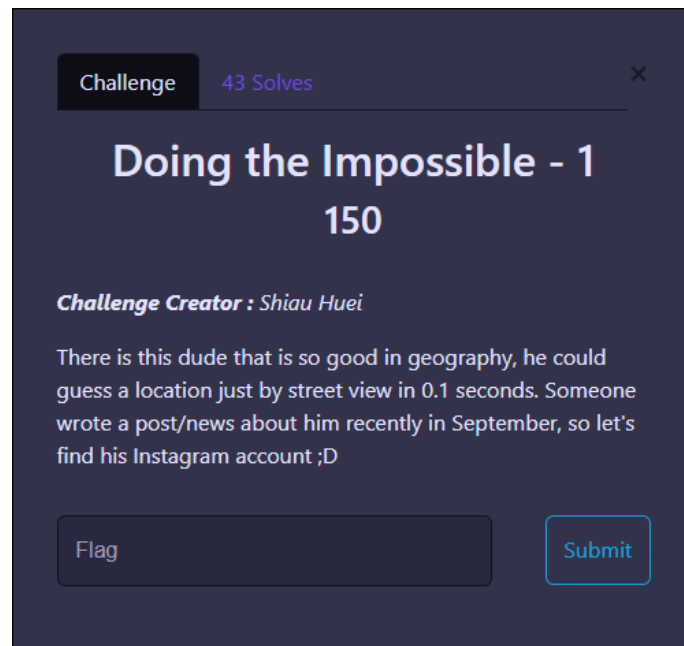 Challenge
43 Solves
×
Doing the Impossible - 1
150
Challenge Creator : Shiau Huei
There is this dude that is so good in geography, he could
guess a location just by street view in 0.1 seconds. Someone
wrote a post/news about him recently in September, so let's
find his Instagram account ;D
Flag
Submit